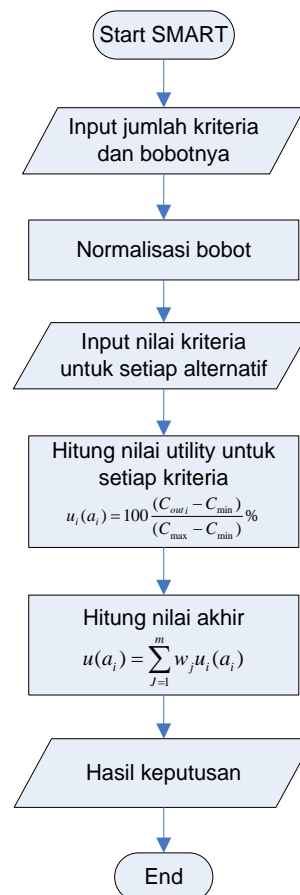 Start SMART
Input jumlah kriteria
dan bobotnya
Normalisasi bobot
Input nilai kriteria
untuk setiap alternatif
Hitung nilai utility untuk
setiap kriteria
u_i(a_i) = 100 (C_{out i} − C_min) / (C_max − C_min) %
Hitung nilai akhir
u(a_i) = ∑_{J=1}^{m} w_j u_i(a_i)
Hasil keputusan
End